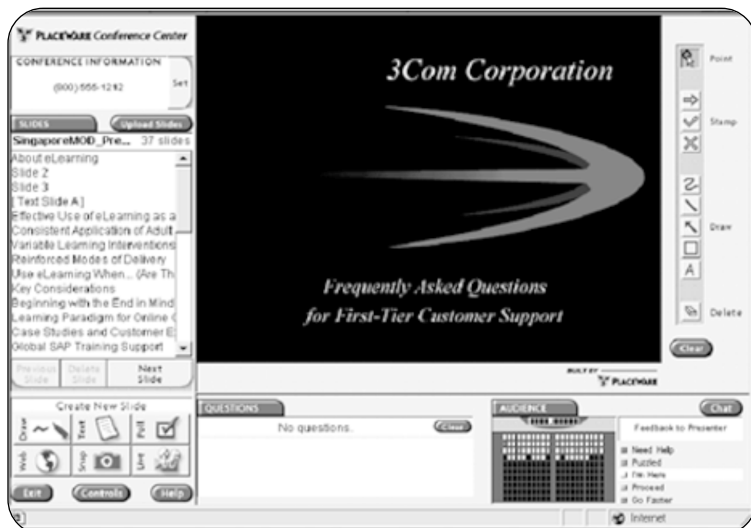 PLACEWARE Conference Center
CONFERENCE INFORMATION
(800)-555-1212
Set
SLIDES
Upload Slides
SingaporeMOD_Pre... 37 slides
About eLearning
Slide 2
Slide 3
[ Text Slide A]
Effective Use of eLearning as a
Consistent Application of Adult
Variable Learning Interventions
Reinforced Modes of Delivery
Use eLearning When... (Are Th
Key Considerations
Beginning with the End in Mind
Learning Paradigm for Online
Case Studies and Customer E
Global SAP Training Support
Previous Slide
Delete Slide
Next Slide
Create New Slide
Draw
Text
Poll
Web
Snap
Live
Exit
Controls
Help
3Com Corporation
Frequently Asked Questions
for First-Tier Customer Support
BUILT BY
PLACEWARE
QUESTIONS
No questions.
Clear
AUDIENCE
Chat
Feedback to Presenter
Need Help
Puzzled
I'm Here
Proceed
Go Faster
Point
Stamp
Draw
A
Delete
Clear
Internet